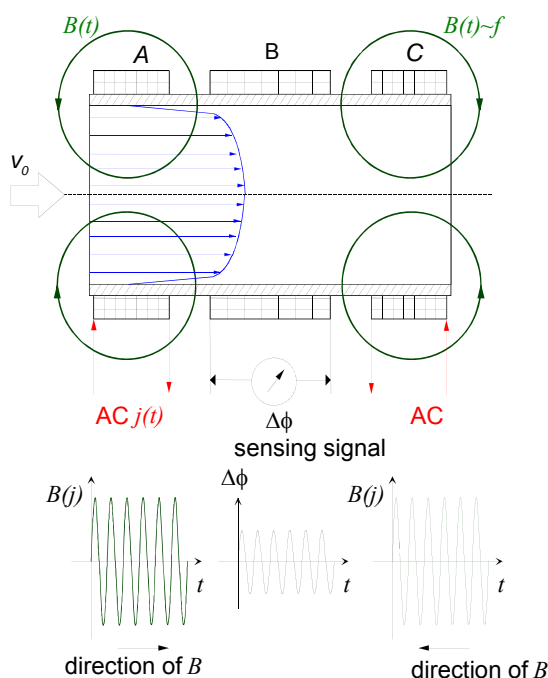 B(t)
B(t)~f
A
B
C
v₀
AC j(t)
AC
Δϕ
sensing signal
B(j)
Δϕ
B(j)
t
t
t
direction of B
direction of B